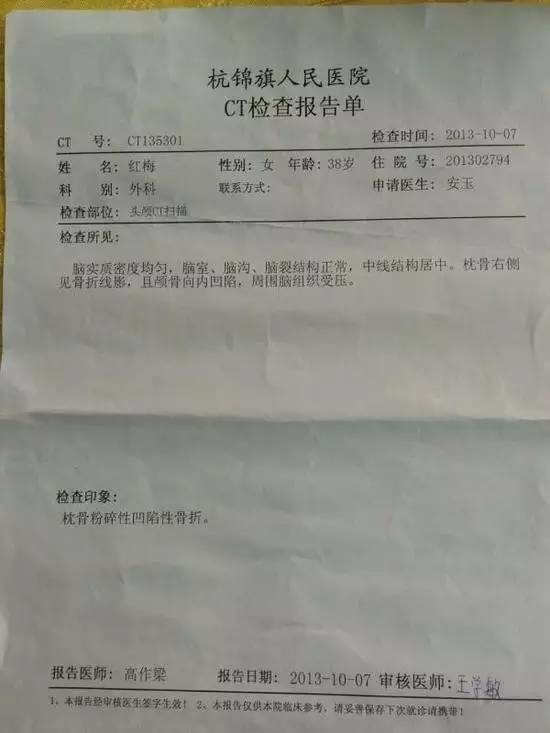 杭锦旗人民医院
CT检查报告单
CT 号: CT135301 检查时间: 2013-10-07
姓 名: 红梅 性别: 女 年龄: 38岁 住 院 号: 201302794
科 别: 外科 联系方式: 申请医生: 安玉
检查部位: 头颅CT扫描
检查所见:
脑实质密度均匀，脑室、脑沟、脑裂结构正常，中线结构居中。枕骨右侧
见骨折线影，且颅骨向内凹陷，周围脑组织受压。
检查印象:
枕骨粉碎性凹陷性骨折。
报告医师: 高作梁 报告日期: 2013-10-07 审核医师: 王学敏
1、本报告经审核医生签字生效! 2、本报告仅供本院临床参考，请妥善保存下次就诊请携带!